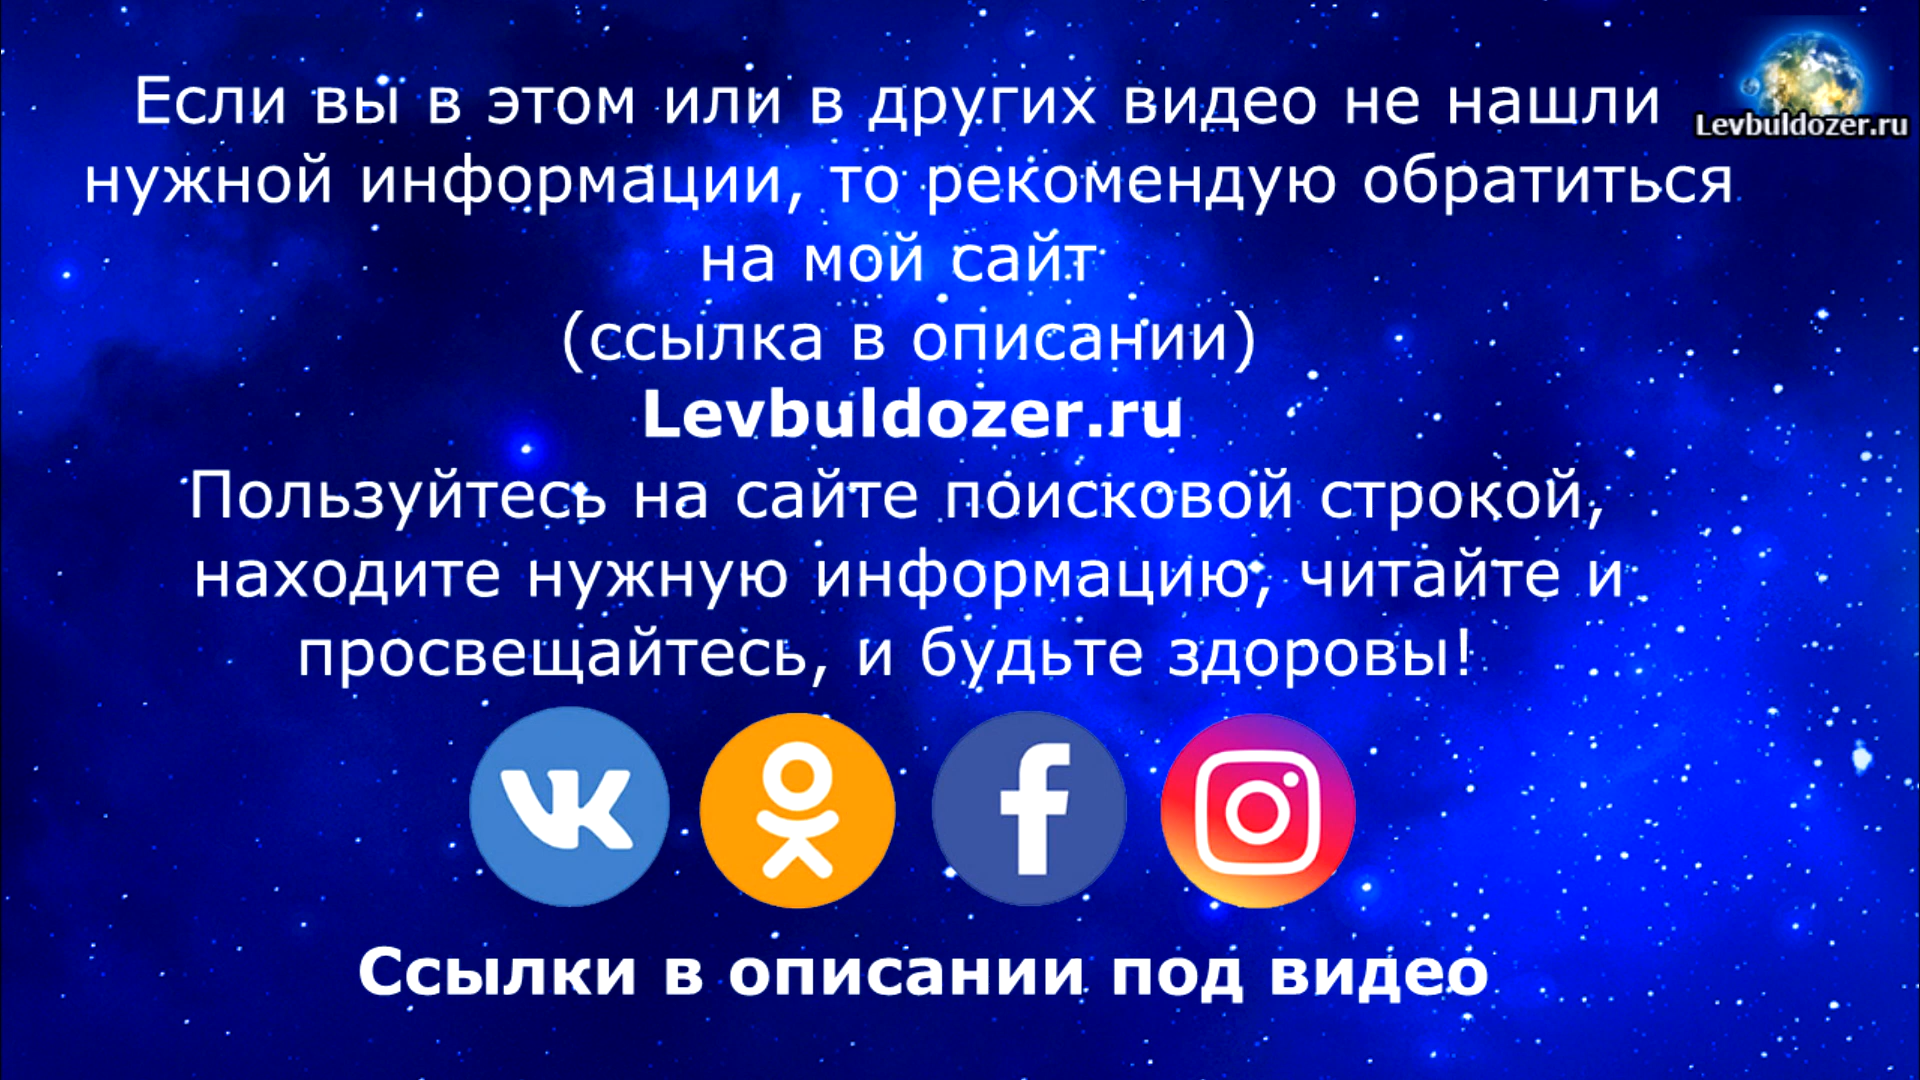 Если вы в этом или в других видео не нашли
Levbuldozer.ru
нужной информации, то рекомендую обратиться
на мой сайт
(ссылка в описании)
Levbuldozer.ru
Пользуйтесь на сайте поисковой строкой,
находите нужную информацию, читайте и
просвещайтесь, и будьте здоровы!
Ссылки в описании под видео